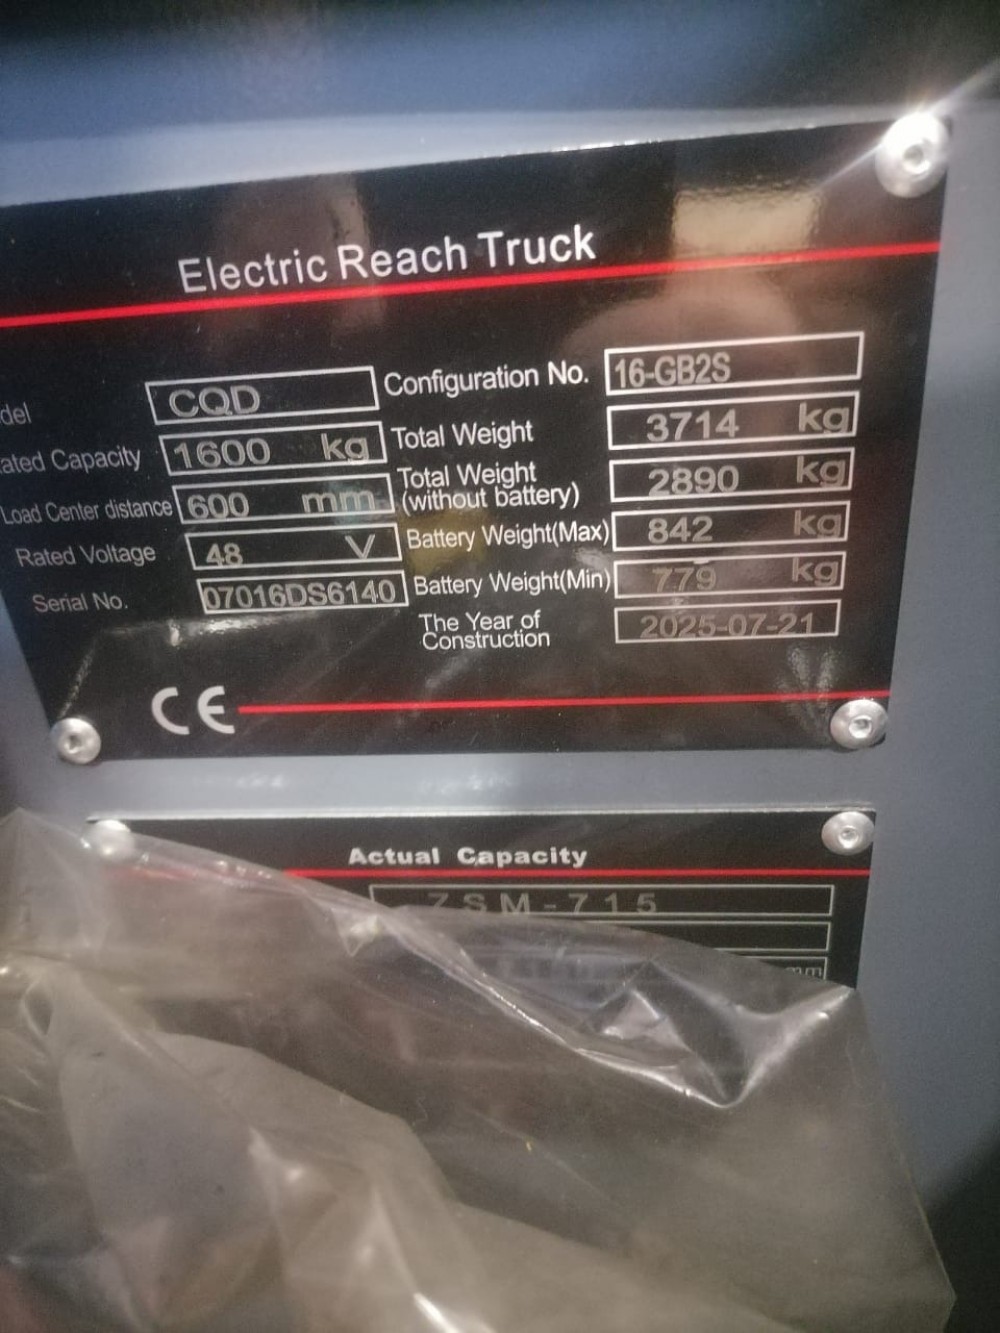 Electric Reach Truck
del CQD Configuration No. 16-GB2S
ated Capacity 1600 kg Total Weight 3714 kg
Load Center distance 600 mm Total Weight (without battery) 2890 kg
Rated Voltage 48 V Battery Weight(Max) 842 kg
Serial No. 07016DS6140 Battery Weight(Min) 779 kg
The Year of Construction 2025-07-21
CE
Actual Capacity
ZSM-715
mm